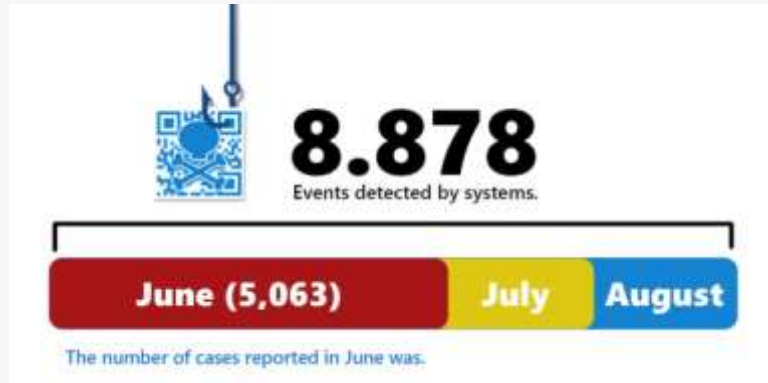 8.878
Events detected by systems.
June (5,063)
July
August
The number of cases reported in June was.